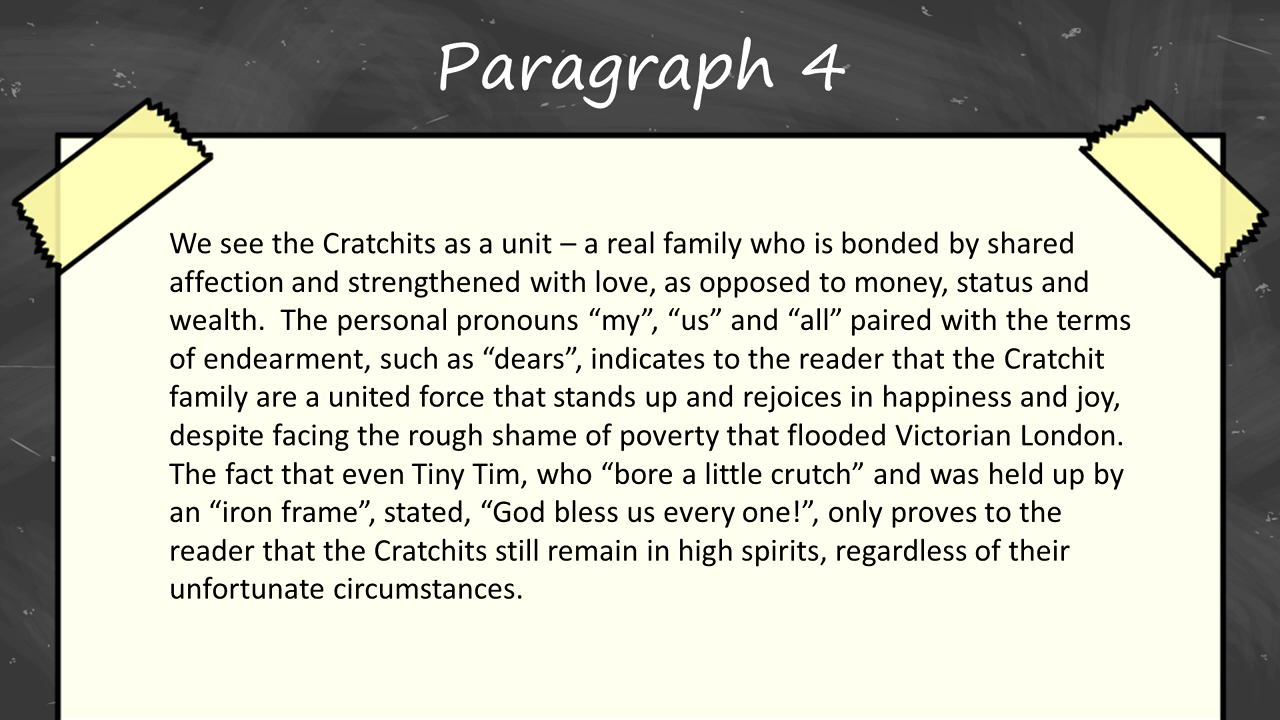 Paragraph 4
We see the Cratchits as a unit – a real family who is bonded by shared
affection and strengthened with love, as opposed to money, status and
wealth.  The personal pronouns “my”, “us” and “all” paired with the terms
of endearment, such as “dears”, indicates to the reader that the Cratchit
family are a united force that stands up and rejoices in happiness and joy,
despite facing the rough shame of poverty that flooded Victorian London.
The fact that even Tiny Tim, who “bore a little crutch” and was held up by
an “iron frame”, stated, “God bless us every one!”, only proves to the
reader that the Cratchits still remain in high spirits, regardless of their
unfortunate circumstances.